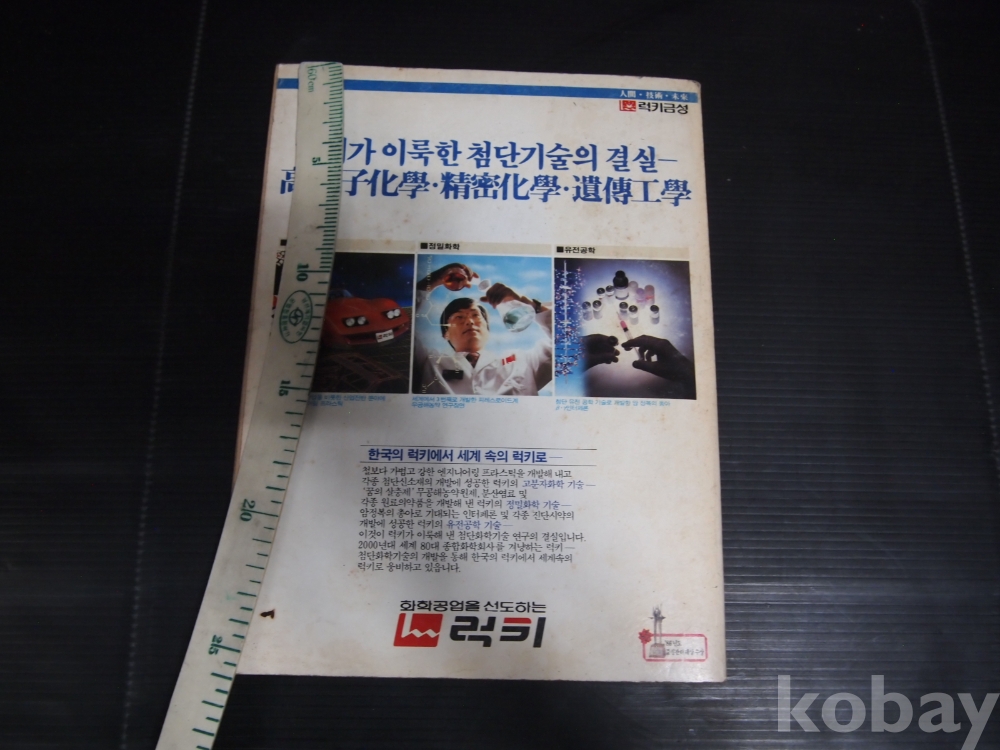 人間·技術·未來
럭키금성
가 이룩한 첨단기술의 결실—
子化學·精密化學·遺傳工學
■정밀화학
■유전공학
한국의 럭키에서 세계 속의 럭키로—
철보다 가볍고 강한 엔지니어링 프라스틱을 개발해 내고
각종 첨단신소재의 개발에 성공한 럭키의 고분자화학 기술—
"꿈의 살충제" 무공해농약원제, 분산염료 및
각종 원료의약품을 개발해 낸 럭키의 정밀화학 기술—
암정복의 총아로 기대되는 인터페론 및 각종 진단시약의
개발에 성공한 럭키의 유전공학 기술—
이것이 럭키가 이룩해 낸 첨단화학기술 연구의 결실입니다.
2000년대 세계 80대 종합화학회사를 겨냥하는 럭키—
첨단화학기술의 개발을 통해 한국의 럭키에서 세계속의
럭키로 웅비하고 있읍니다.
화학공업을 선도하는
럭키
5
10
15
20
25
kobay